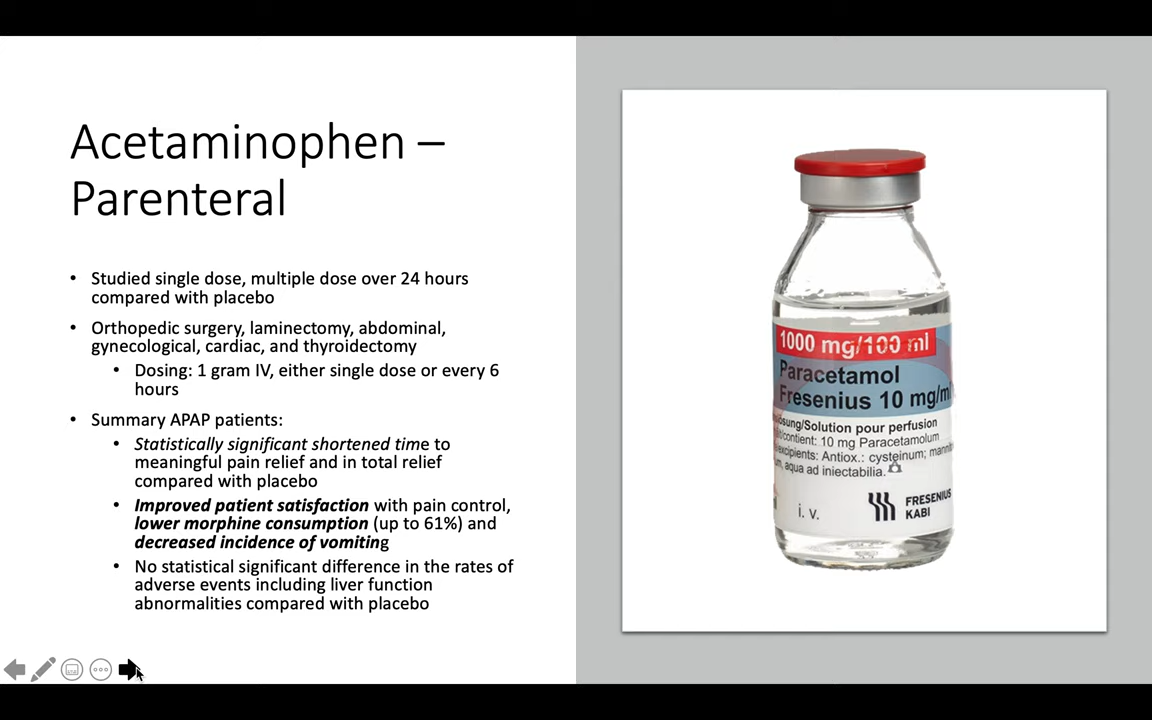 Acetaminophen –
Parenteral
• Studied single dose, multiple dose over 24 hours
compared with placebo
• Orthopedic surgery, laminectomy, abdominal,
gynecological, cardiac, and thyroidectomy
• Dosing: 1 gram IV, either single dose or every 6
hours
• Summary APAP patients:
• Statistically significant shortened time to
meaningful pain relief and in total relief
compared with placebo
• Improved patient satisfaction with pain control,
lower morphine consumption (up to 61%) and
decreased incidence of vomiting
• No statistical significant difference in the rates of
adverse events including liver function
abnormalities compared with placebo
1000 mg/100 ml
Paracetamol
Fresenius 10 mg/ml
/Solution pour perfusion
10 mg Paracetamolum
excipients: Antiox.: cysteinum;
aqua ad iniectabilia.
i. v.
FRESENIUS
KABI